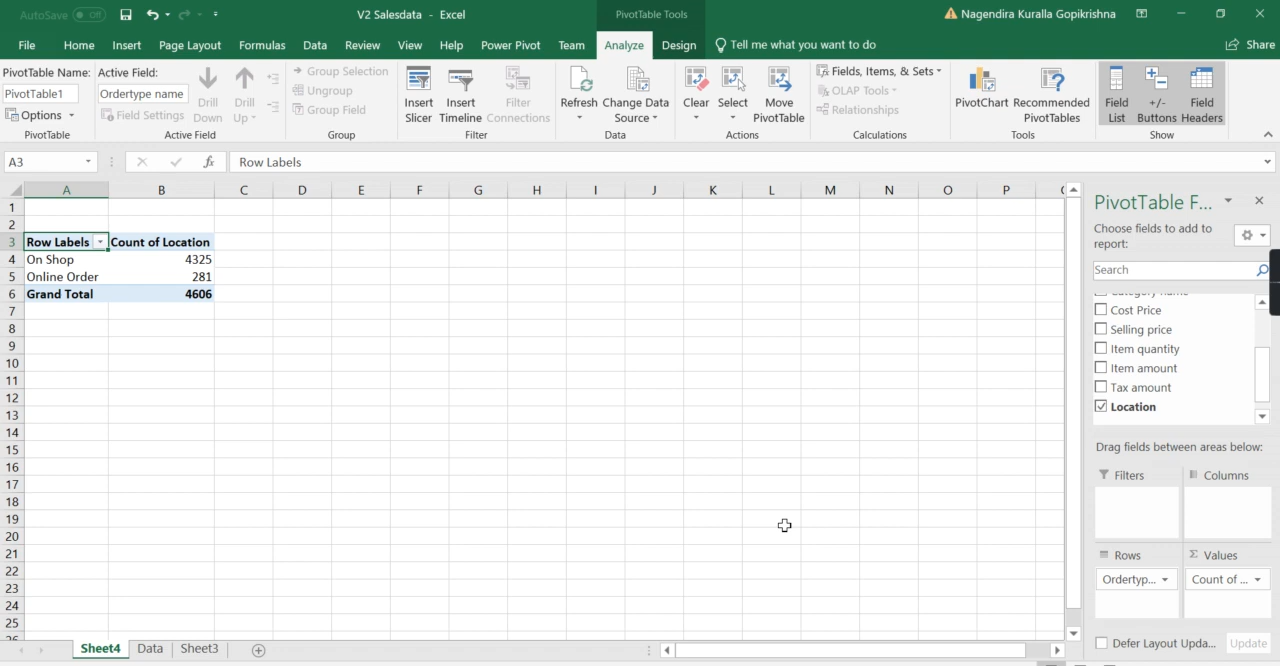 AutoSave Off
V2 Salesdata - Excel
PivotTable Tools
Nagendira Kuralla Gopikrishna
File Home Insert Page Layout Formulas Data Review View Help Power Pivot Team Analyze Design Tell me what you want to do Share
PivotTable Name:
PivotTable1
Options
PivotTable
Active Field:
Ordertype name
Field Settings
Drill Down
Drill Up
Active Field
Group Selection
Ungroup
Group Field
Group
Insert Slicer
Insert Timeline
Filter Connections
Filter
Refresh
Change Data Source
Data
Clear
Select
Move PivotTable
Actions
Fields, Items, & Sets
OLAP Tools
Relationships
Calculations
PivotChart
Recommended PivotTables
Tools
Field List
+/- Buttons
Field Headers
Show
A3 fx Row Labels
A B C D E F G H I J K L M N O P
1
2
3 Row Labels Count of Location
4 On Shop 4325
5 Online Order 281
6 Grand Total 4606
7
8
9
10
11
12
13
14
15
16
17
18
19
20
21
22
23
24
25
PivotTable F...
Choose fields to add to
report:
Search
Category name
Cost Price
Selling price
Item quantity
Item amount
Tax amount
Location
Drag fields between areas below:
Filters Columns
Rows Σ Values
Ordertyp... Count of ...
Defer Layout Upda... Update
Sheet4 Data Sheet3